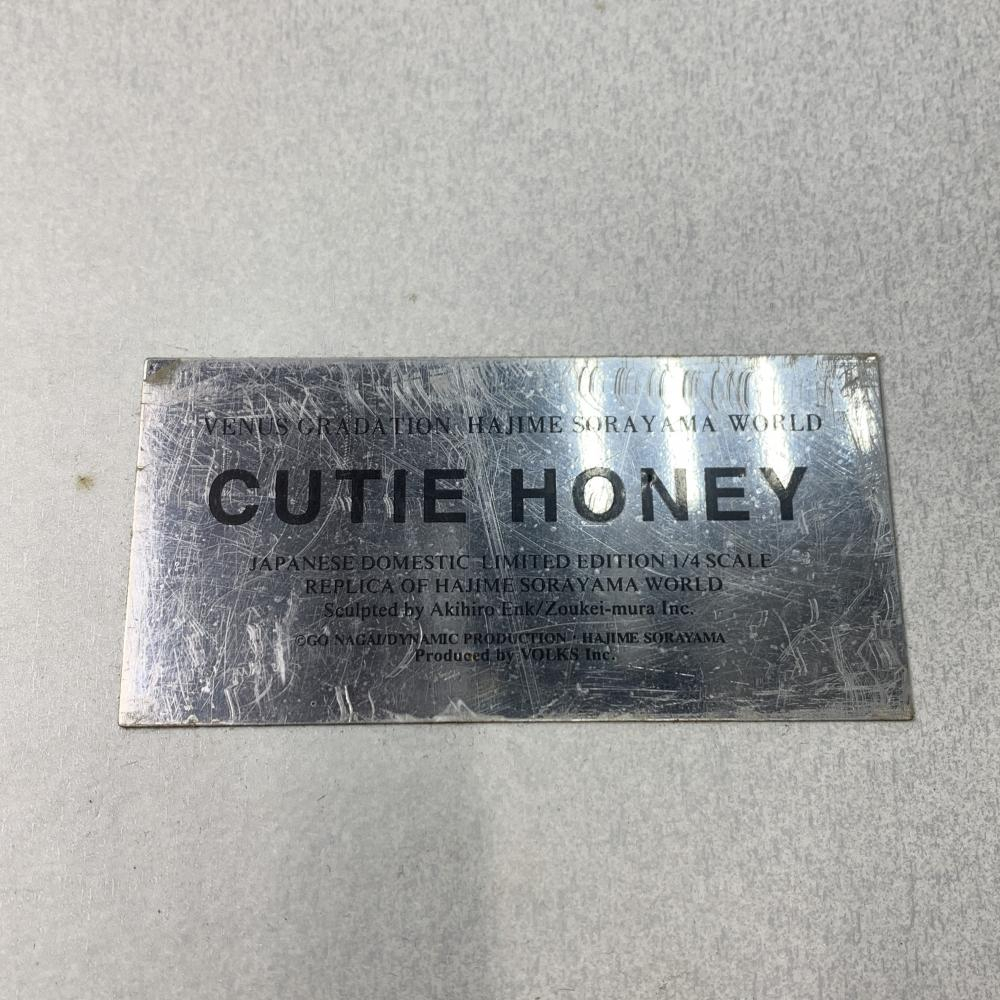 VENUS GRADATION HAJIME SORAYAMA WORLD
CUTIE HONEY
JAPANESE DOMESTIC LIMITED EDITION 1/4 SCALE
REPLICA OF HAJIME SORAYAMA WORLD
Sculpted by Akihiro Enk/Zoukei-mura Inc.
©GO NAGAI/DYNAMIC PRODUCTION · HAJIME SORAYAMA
Produced by VOLKS Inc.